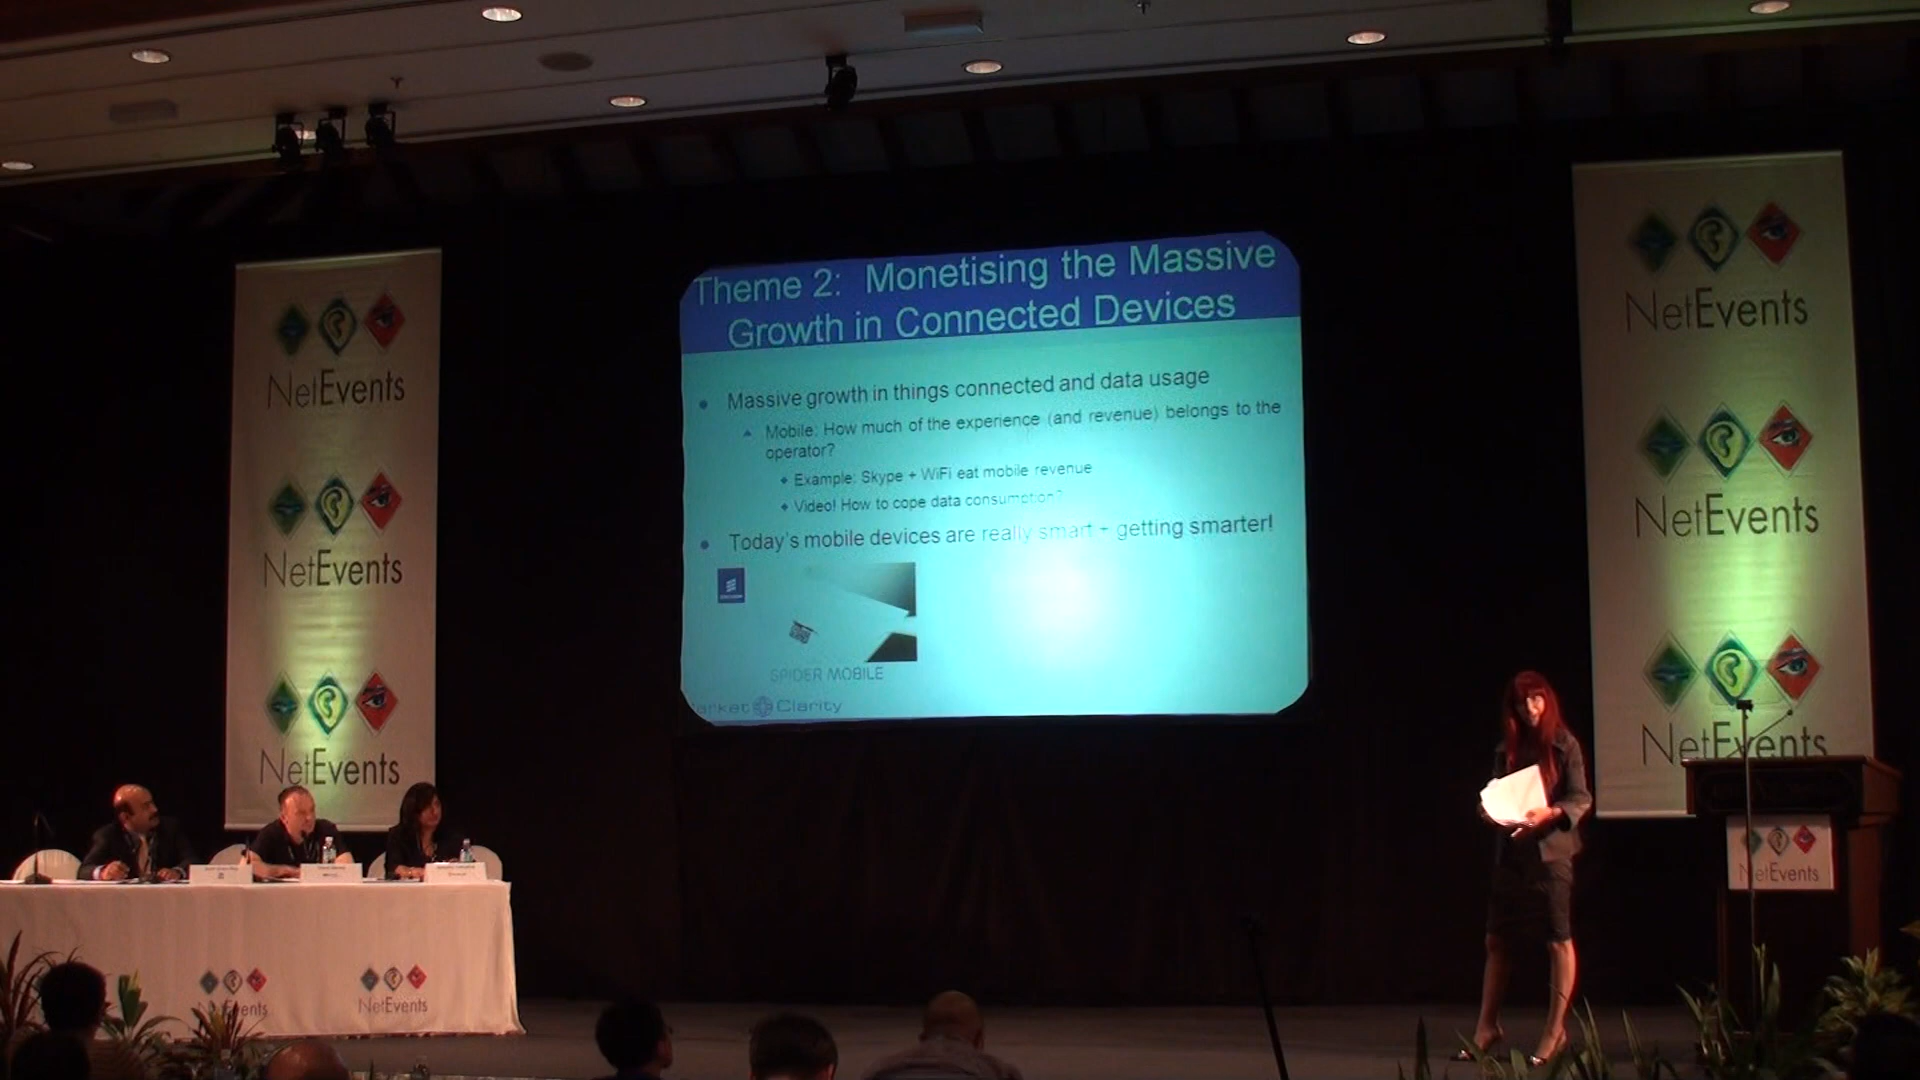 Theme 2: Monetising the Massive
Growth in Connected Devices
Massive growth in things connected and data usage
Mobile: How much of the experience (and revenue) belongs to the
operator?
Example: Skype + WiFi eat mobile revenue
Video! How to cope data consumption?
Today's mobile devices are really smart - getting smarter!
SPIDER MOBILE
Market Clarity
NetEvents
NetEvents
NetEvents
NetEvents
NetEvents
NetEvents
NetEvents
NetEvents
NetEvents